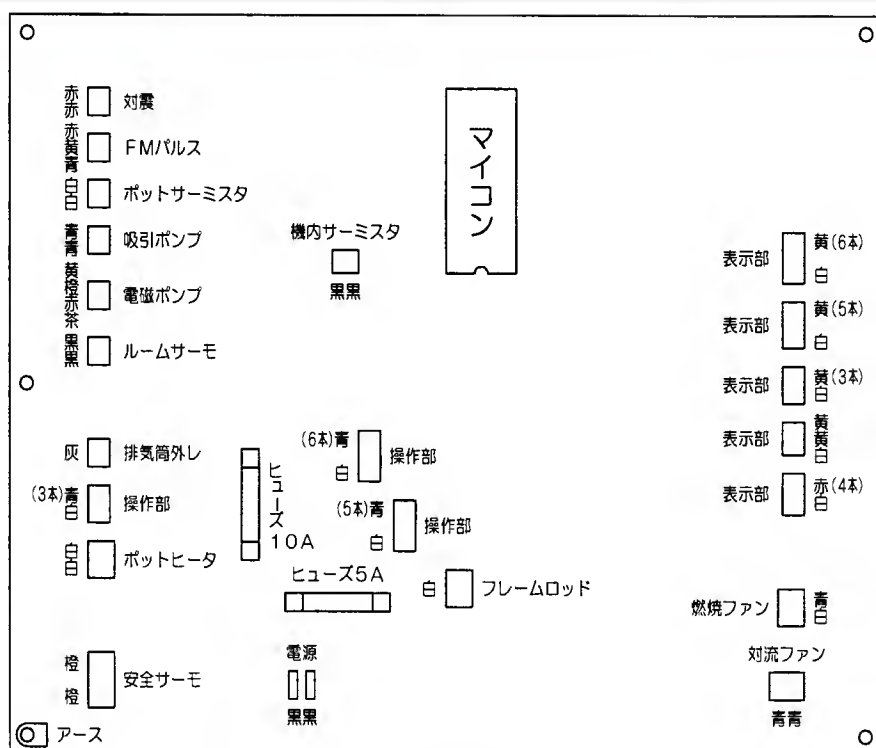 赤赤 対震
赤黄青 FMパルス
白白 ポットサーミスタ
青青 吸引ポンプ
黄橙赤茶 電磁ポンプ
黒黒 ルームサーモ
マイコン
機内サーミスタ
黒黒
表示部 黄(6本)
白
表示部 黄(5本)
白
表示部 黄(3本)
白
表示部 黄黄白
表示部 赤(4本)
白
灰 排気筒外レ
(3本)青白 操作部
白白 ポットヒータ
ヒューズ
10A
(6本)青
白 操作部
(5本)青
白 操作部
ヒューズ5A
白 フレームロッド
燃焼ファン 青白
橙
橙 安全サーモ
電源
黒黒
対流ファン
青青
アース